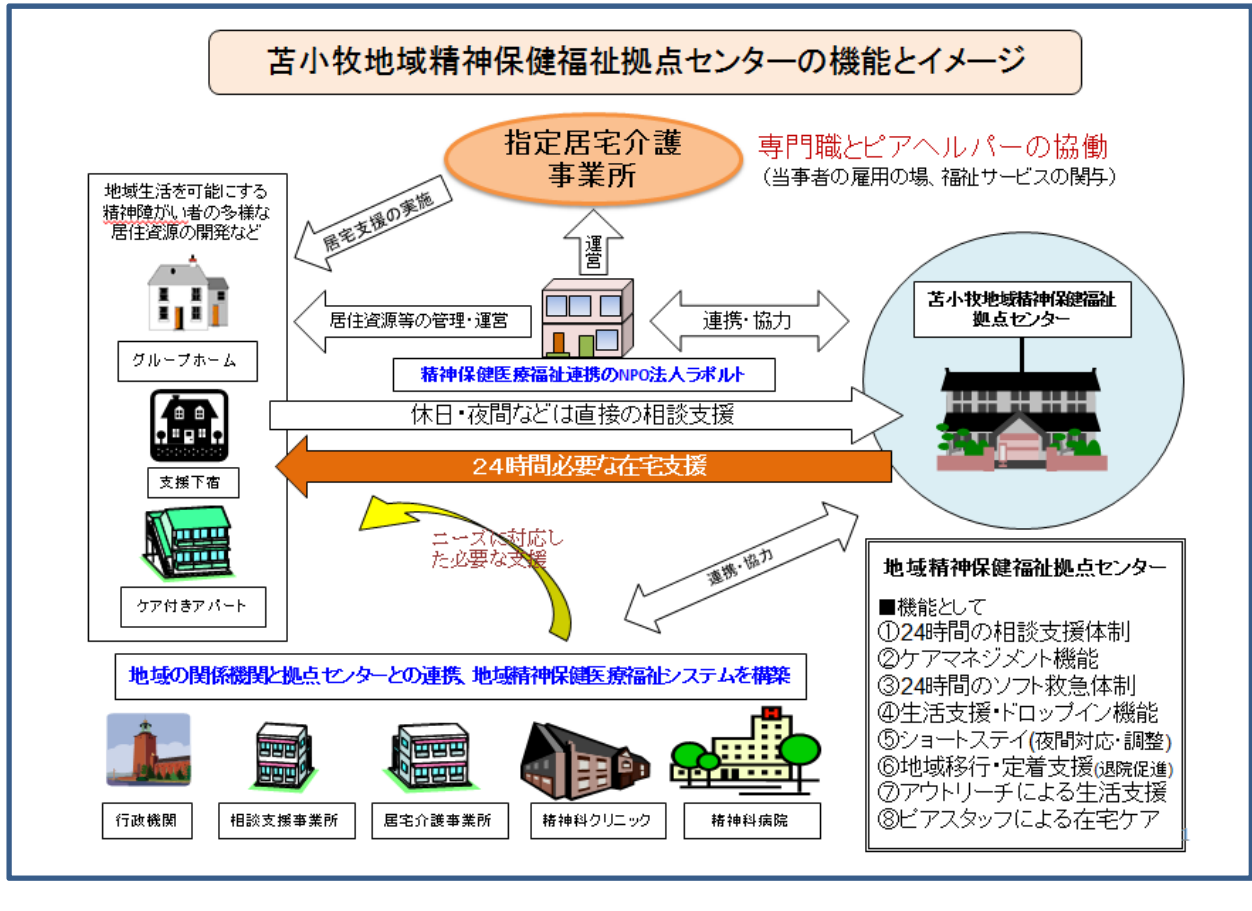 苫小牧地域精神保健福祉拠点センターの機能とイメージ
指定居宅介護
事業所
専門職とピアヘルパーの協働
(当事者の雇用の場、福祉サービスの関与)
地域生活を可能にする
精神障がい者の多様な
居住資源の開発など
居宅支援の実施
運営
グループホーム
居住資源等の管理・運営
連携・協力
苫小牧地域精神保健福祉
拠点センター
精神保健医療福祉連携のNPO法人ラポルト
休日・夜間などは直接の相談支援
24時間必要な在宅支援
支援下宿
ニーズに対応し
た必要な支援
連携・協力
ケア付きアパート
地域の関係機関と拠点センターとの連携、地域精神保健医療福祉システムを構築
行政機関
相談支援事業所
居宅介護事業所
精神科クリニック
精神科病院
地域精神保健福祉拠点センター
■機能として
①24時間の相談支援体制
②ケアマネジメント機能
③24時間のソフト救急体制
④生活支援・ドロップイン機能
⑤ショートステイ(夜間対応・調整)
⑥地域移行・定着支援(退院促進)
⑦アウトリーチによる生活支援
⑧ピアスタッフによる在宅ケア
1